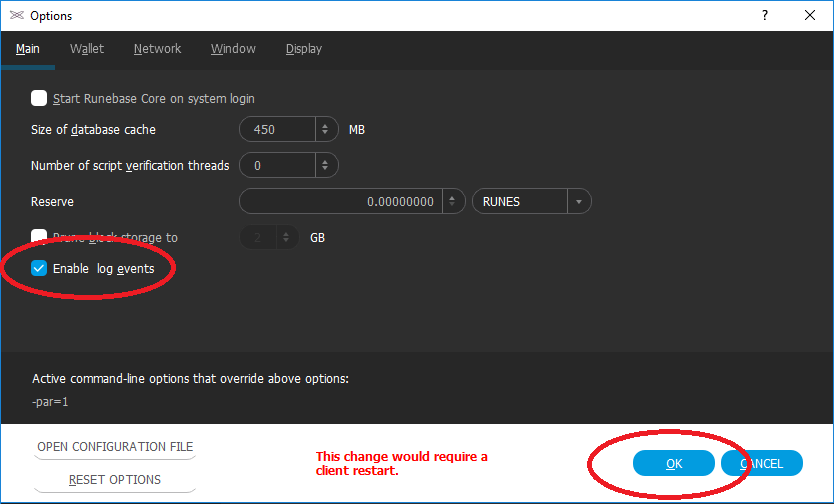 Options
?
Main Wallet Network Window Display
Start Runebase Core on system login
Size of database cache 450 MB
Number of script verification threads 0
Reserve 0.00000000 RUNES
Prune block storage to 2 GB
Enable log events
Active command-line options that override above options:
-par=1
OPEN CONFIGURATION FILE
This change would require a
client restart.
OK CANCEL
RESET OPTIONS